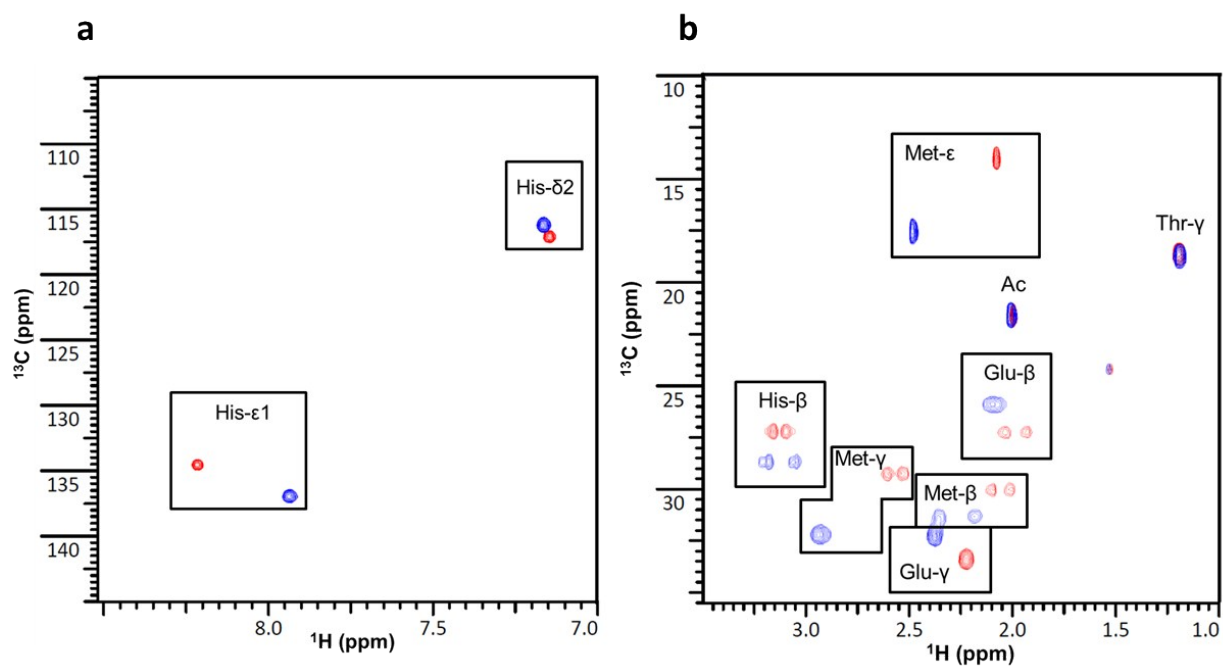 a
b
110
115
120
125
130
135
140
His-δ2
His-ε1
8.0
7.5
7.0
¹H (ppm)
¹³C (ppm)
10
15
20
25
30
Met-ε
Thr-γ
Ac
Glu-β
His-β
Met-γ
Met-β
Glu-γ
3.0
2.5
2.0
1.5
1.0
¹H (ppm)
¹³C (ppm)